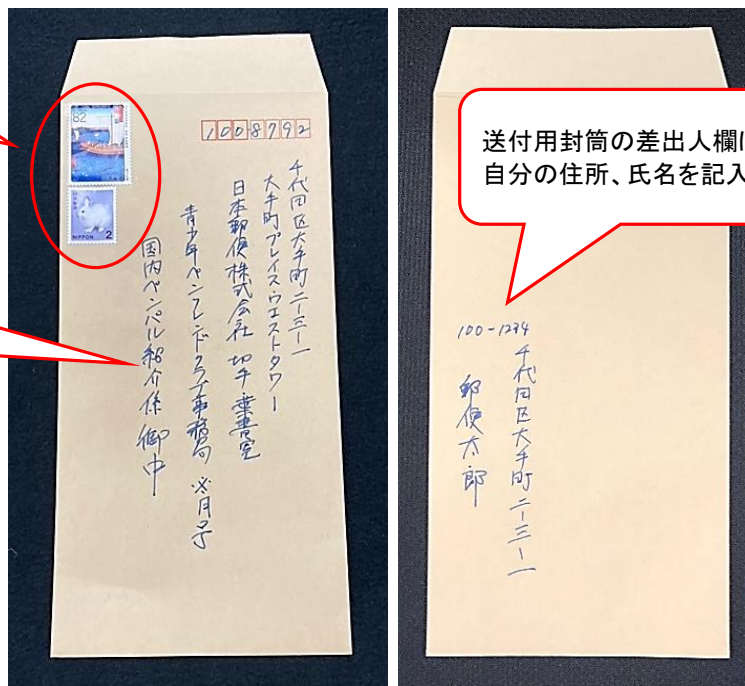 82
NIPPON 2
1008792
千代田区大手町二ー三ー一
大手町プレイスウエストタワー
日本郵便株式会社 切手・葉書室
青少年ペンフレンドクラブ事務局 ※月号
国内ペンパル紹介係 御中
送付用封筒の差出人欄に
自分の住所、氏名を記入
100-1234
千代田区大手町二ー三ー一
郵便太郎